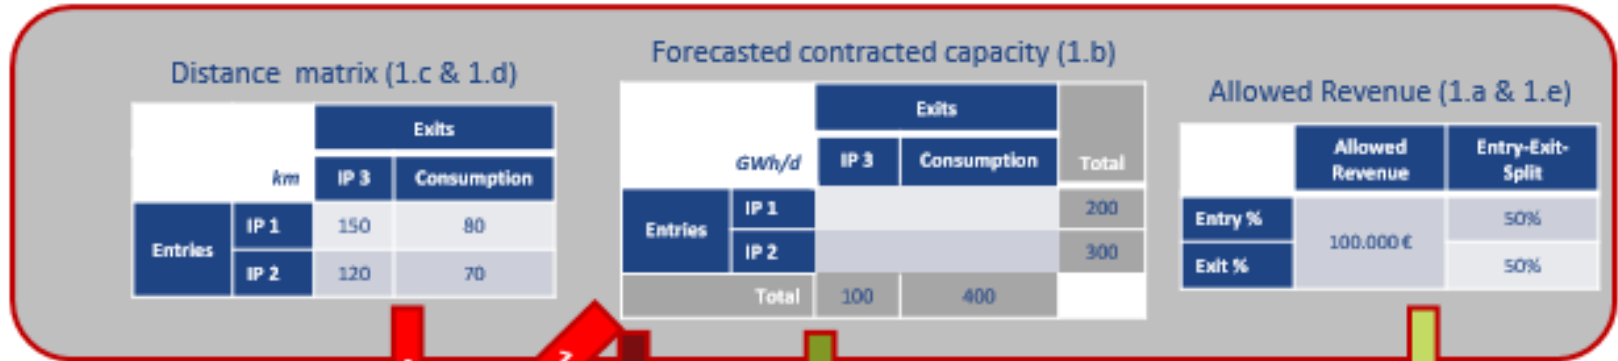 Distance matrix (1.c & 1.d)
Exits
km IP 3 Consumption
Entries
IP 1 150 80
IP 2 120 70
Forecasted contracted capacity (1.b)
Exits
GWh/d IP 3 Consumption Total
Entries
IP 1 200
IP 2 300
Total 100 400
Allowed Revenue (1.a & 1.e)
Allowed Revenue
Entry-Exit-
Split
Entry % 50%
100.000 €
Exit % 50%